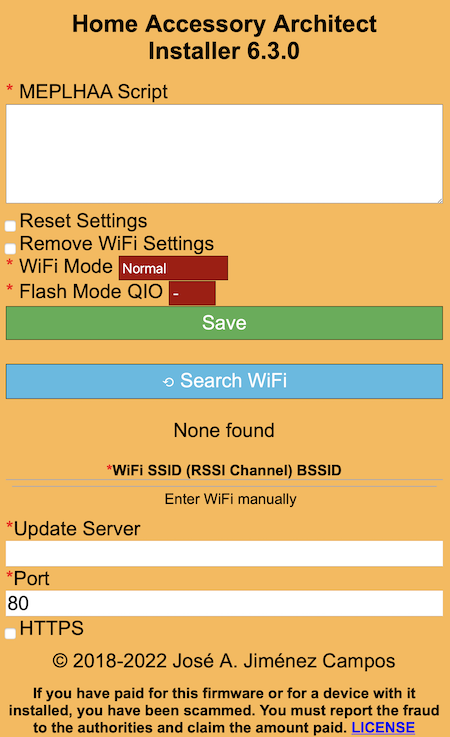 Home Accessory Architect
Installer 6.3.0
* MEPLHAA Script
Reset Settings
Remove WiFi Settings
* WiFi Mode Normal
* Flash Mode QIO -
Save
⟲ Search WiFi
None found
*WiFi SSID (RSSI Channel) BSSID
Enter WiFi manually
*Update Server
*Port
80
HTTPS
© 2018-2022 José A. Jiménez Campos
If you have paid for this firmware or for a device with it
installed, you have been scammed. You must report the fraud
to the authorities and claim the amount paid. LICENSE